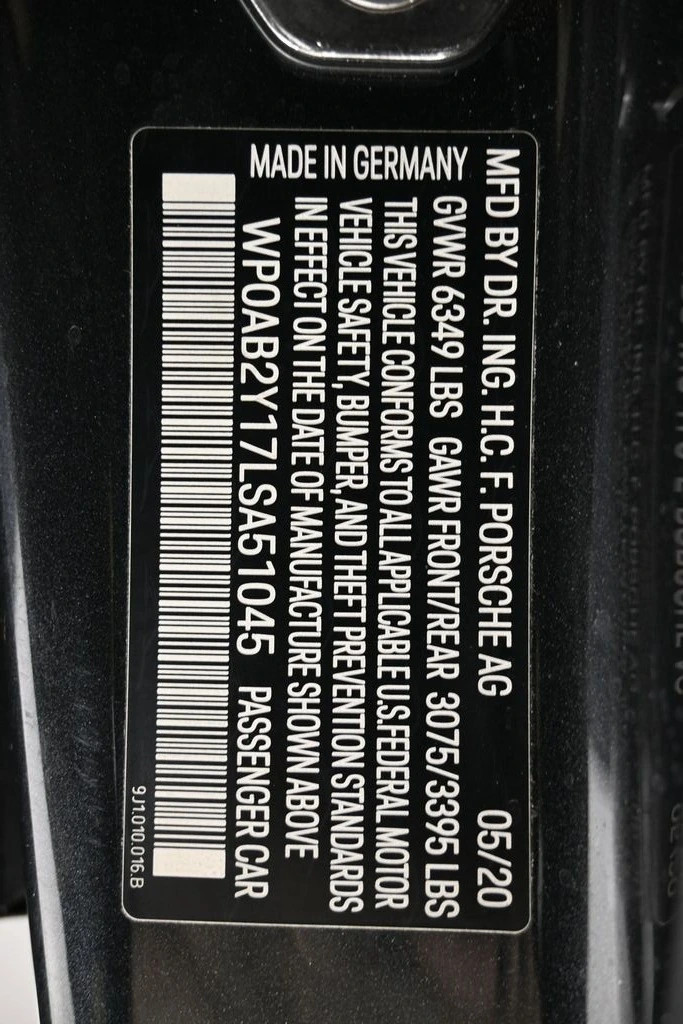 MFD BY DR. ING. H.C. F. PORSCHE AG 05/20
GVWR 6349 LBS GAWR FRONT/REAR 3075/3395 LBS
THIS VEHICLE CONFORMS TO ALL APPLICABLE U.S.FEDERAL MOTOR
VEHICLE SAFETY, BUMPER, AND THEFT PREVENTION STANDARDS
IN EFFECT ON THE DATE OF MANUFACTURE SHOWN ABOVE
WP0AB2Y17LSA51045 PASSENGER CAR
MADE IN GERMANY
9J1.010.016.B